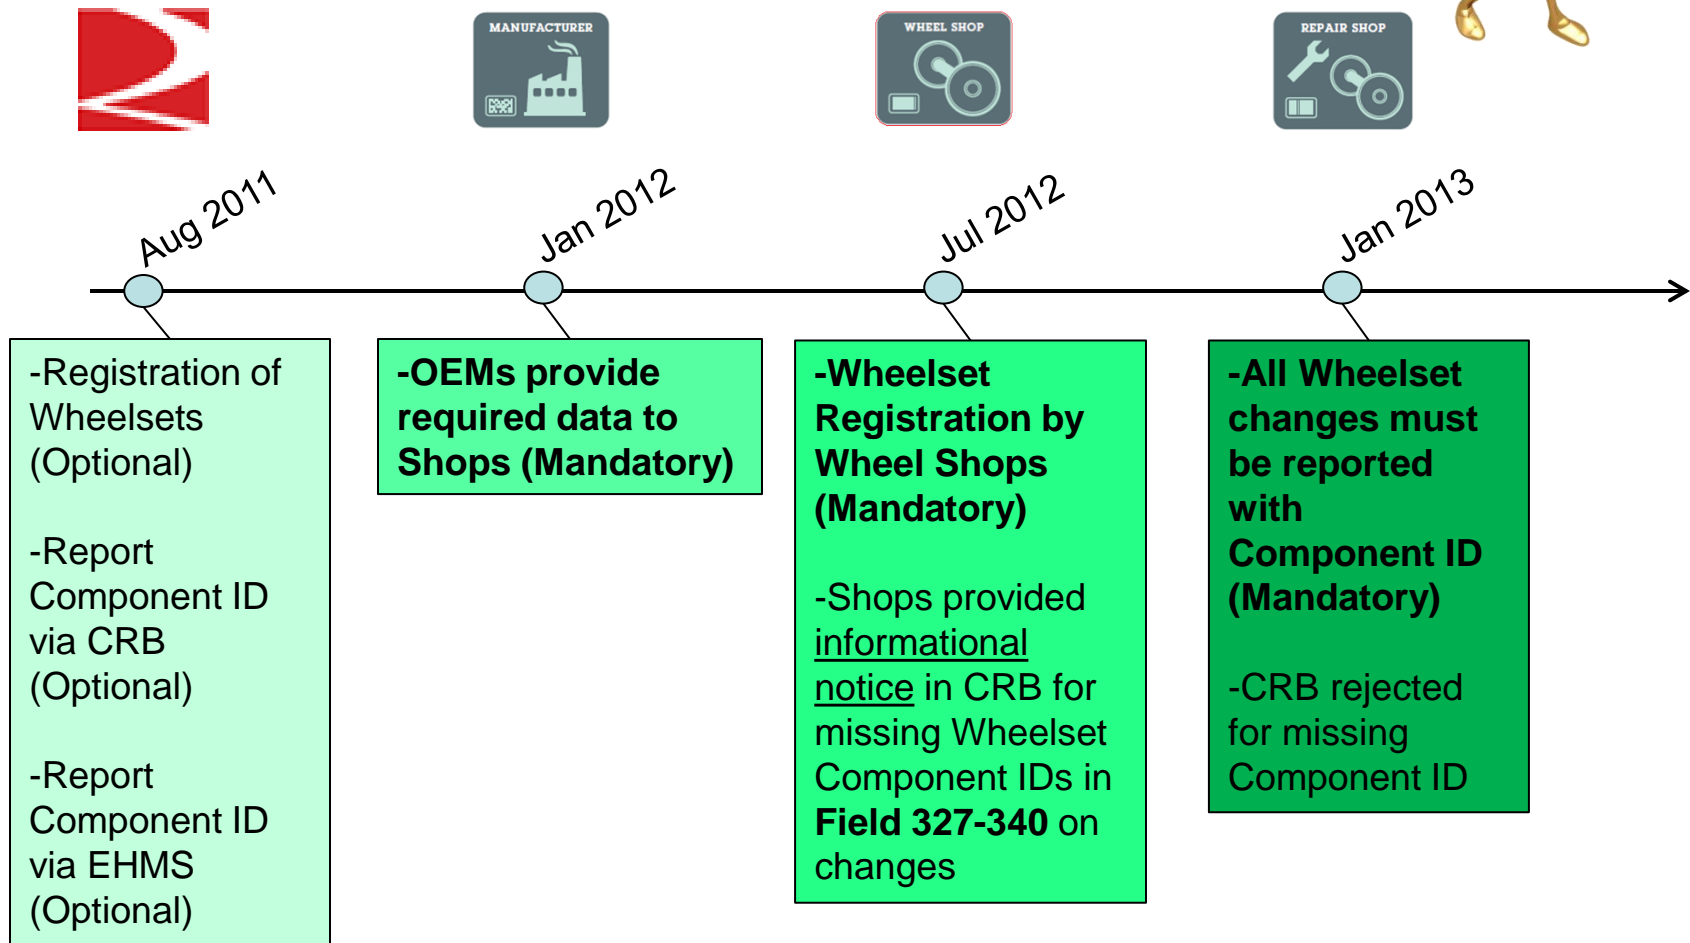 MANUFACTURER
WHEEL SHOP
REPAIR SHOP
Aug 2011
Jan 2012
Jul 2012
Jan 2013
-Registration of
Wheelsets
(Optional)
-Report
Component ID
via CRB
(Optional)
-Report
Component ID
via EHMS
(Optional)
-OEMs provide
required data to
Shops (Mandatory)
-Wheelset
Registration by
Wheel Shops
(Mandatory)
-Shops provided
informational
notice in CRB for
missing Wheelset
Component IDs in
Field 327-340 on
changes
-All Wheelset
changes must
be reported
with
Component ID
(Mandatory)
-CRB rejected
for missing
Component ID